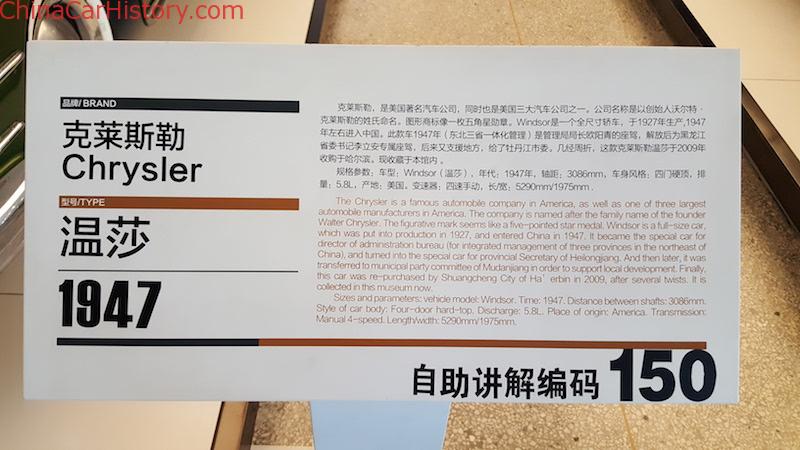 ChinaCarHistory.com
品牌/ BRAND
克莱斯勒
Chrysler
型号/TYPE
温莎
1947
克莱斯勒，是美国著名汽车公司，同时也是美国三大汽车公司之一。公司名称是以创始人沃尔特·
克莱斯勒的姓氏命名。图形商标像一枚五角星勋章。Windsor是一个全尺寸轿车，于1927年生产,1947
年左右进入中国。此款车1947年（东北三省一体化管理）是管理局局长欧阳青的座驾，解放后为黑龙江
省委书记李立安专属座驾，后来又支援地方，给了牡丹江市委。几经周折，这款克莱斯勒温莎于2009年
收购于哈尔滨。现收藏于本馆内 。
规格参数：车型：Windsor（温莎），年代：1947年，轴距：3086mm，车身风格：四门硬顶，排
量：5.8L，产地：美国，变速器：四速手动，长/宽：5290mm/1975mm .
The Chrysler is a famous automobile company in America, as well as one of three largest
automobile manufacturers in America. The company is named after the family name of the founder
Walter Chrysler. The figurative mark seems like a five-pointed star medal. Windsor is a full-size car,
which was put into production in 1927, and entered China in 1947. It became the special car for
director of administration bureau (for integrated management of three provinces in the northeast of
China), and turned into the special car for provincial Secretary of Heilongjiang. And then later, it was
transferred to municipal party committee of Mudanjiang in order to support local development. Finally,
this car was re-purchased by Shuangcheng City of Ha' erbin in 2009, after several twists. It is
collected in this museum now.
Sizes and parameters: vehicle model: Windsor. Time: 1947. Distance between shafts: 3086mm.
Style of car body: Four-door hard-top. Discharge: 5.8L. Place of origin: America. Transmission:
Manual 4-speed. Length/width: 5290mm/1975mm.
自助讲解编码 150